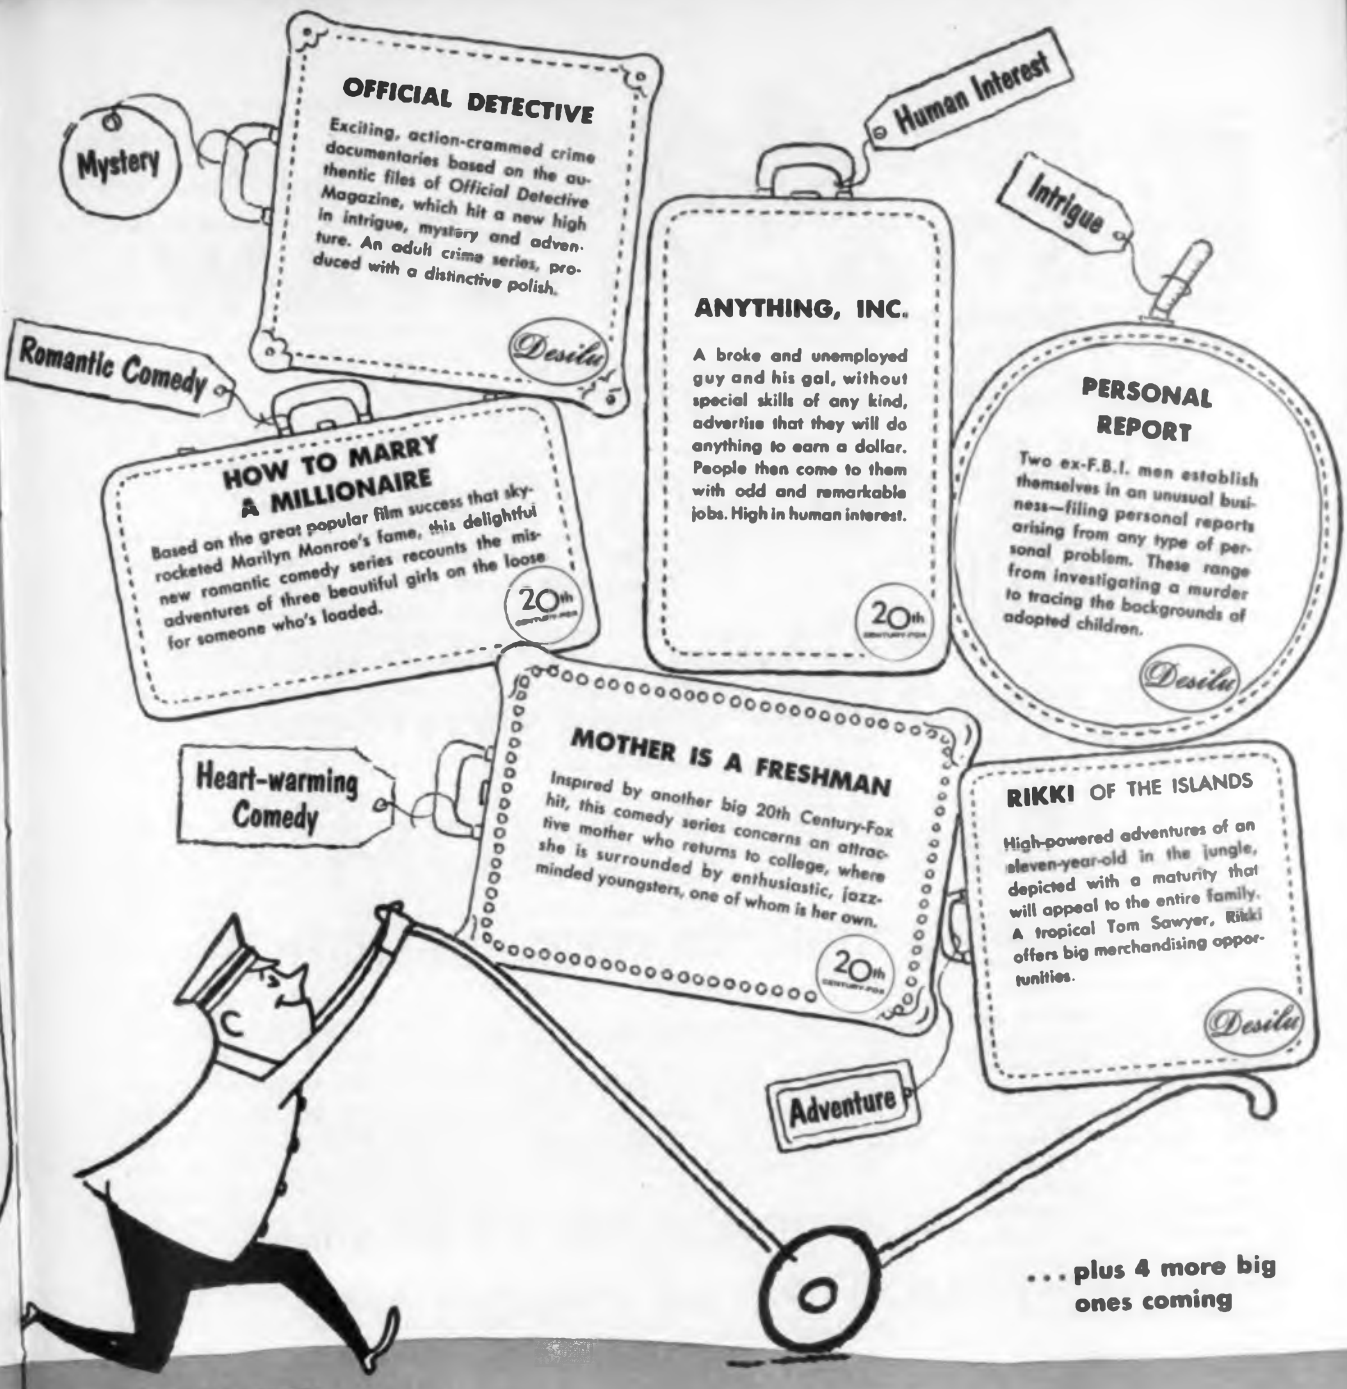 Mystery
OFFICIAL DETECTIVE
Exciting, action-crammed crime
documentaries based on the au-
thentic files of Official Detective
Magazine, which hit a new high
in intrigue, mystery and adven-
ture. An adult crime series, pro-
duced with a distinctive polish.
Desilu
Human Interest
ANYTHING, INC.
A broke and unemployed
guy and his gal, without
special skills of any kind,
advertise that they will do
anything to earn a dollar.
People then come to them
with odd and remarkable
jobs. High in human interest.
20th
CENTURY-FOX
Intrigue
PERSONAL
REPORT
Two ex-F.B.I. men establish
themselves in an unusual busi-
ness—filing personal reports
arising from any type of per-
sonal problem. These range
from investigating a murder
to tracing the backgrounds of
adopted children.
Desilu
Romantic Comedy
HOW TO MARRY
A MILLIONAIRE
Based on the great popular film success that sky-
rocketed Marilyn Monroe's fame, this delightful
new romantic comedy series recounts the mis-
adventures of three beautiful girls on the loose
for someone who's loaded.
20th
CENTURY-FOX
Heart-warming
Comedy
MOTHER IS A FRESHMAN
Inspired by another big 20th Century-Fox
hit, this comedy series concerns an attrac-
tive mother who returns to college, where
she is surrounded by enthusiastic, jazz-
minded youngsters, one of whom is her own.
20th
CENTURY-FOX
Adventure
RIKKI OF THE ISLANDS
High-powered adventures of an
eleven-year-old in the jungle,
depicted with a maturity that
will appeal to the entire family.
A tropical Tom Sawyer, Rikki
offers big merchandising oppor-
tunities.
Desilu
... plus 4 more big
ones coming